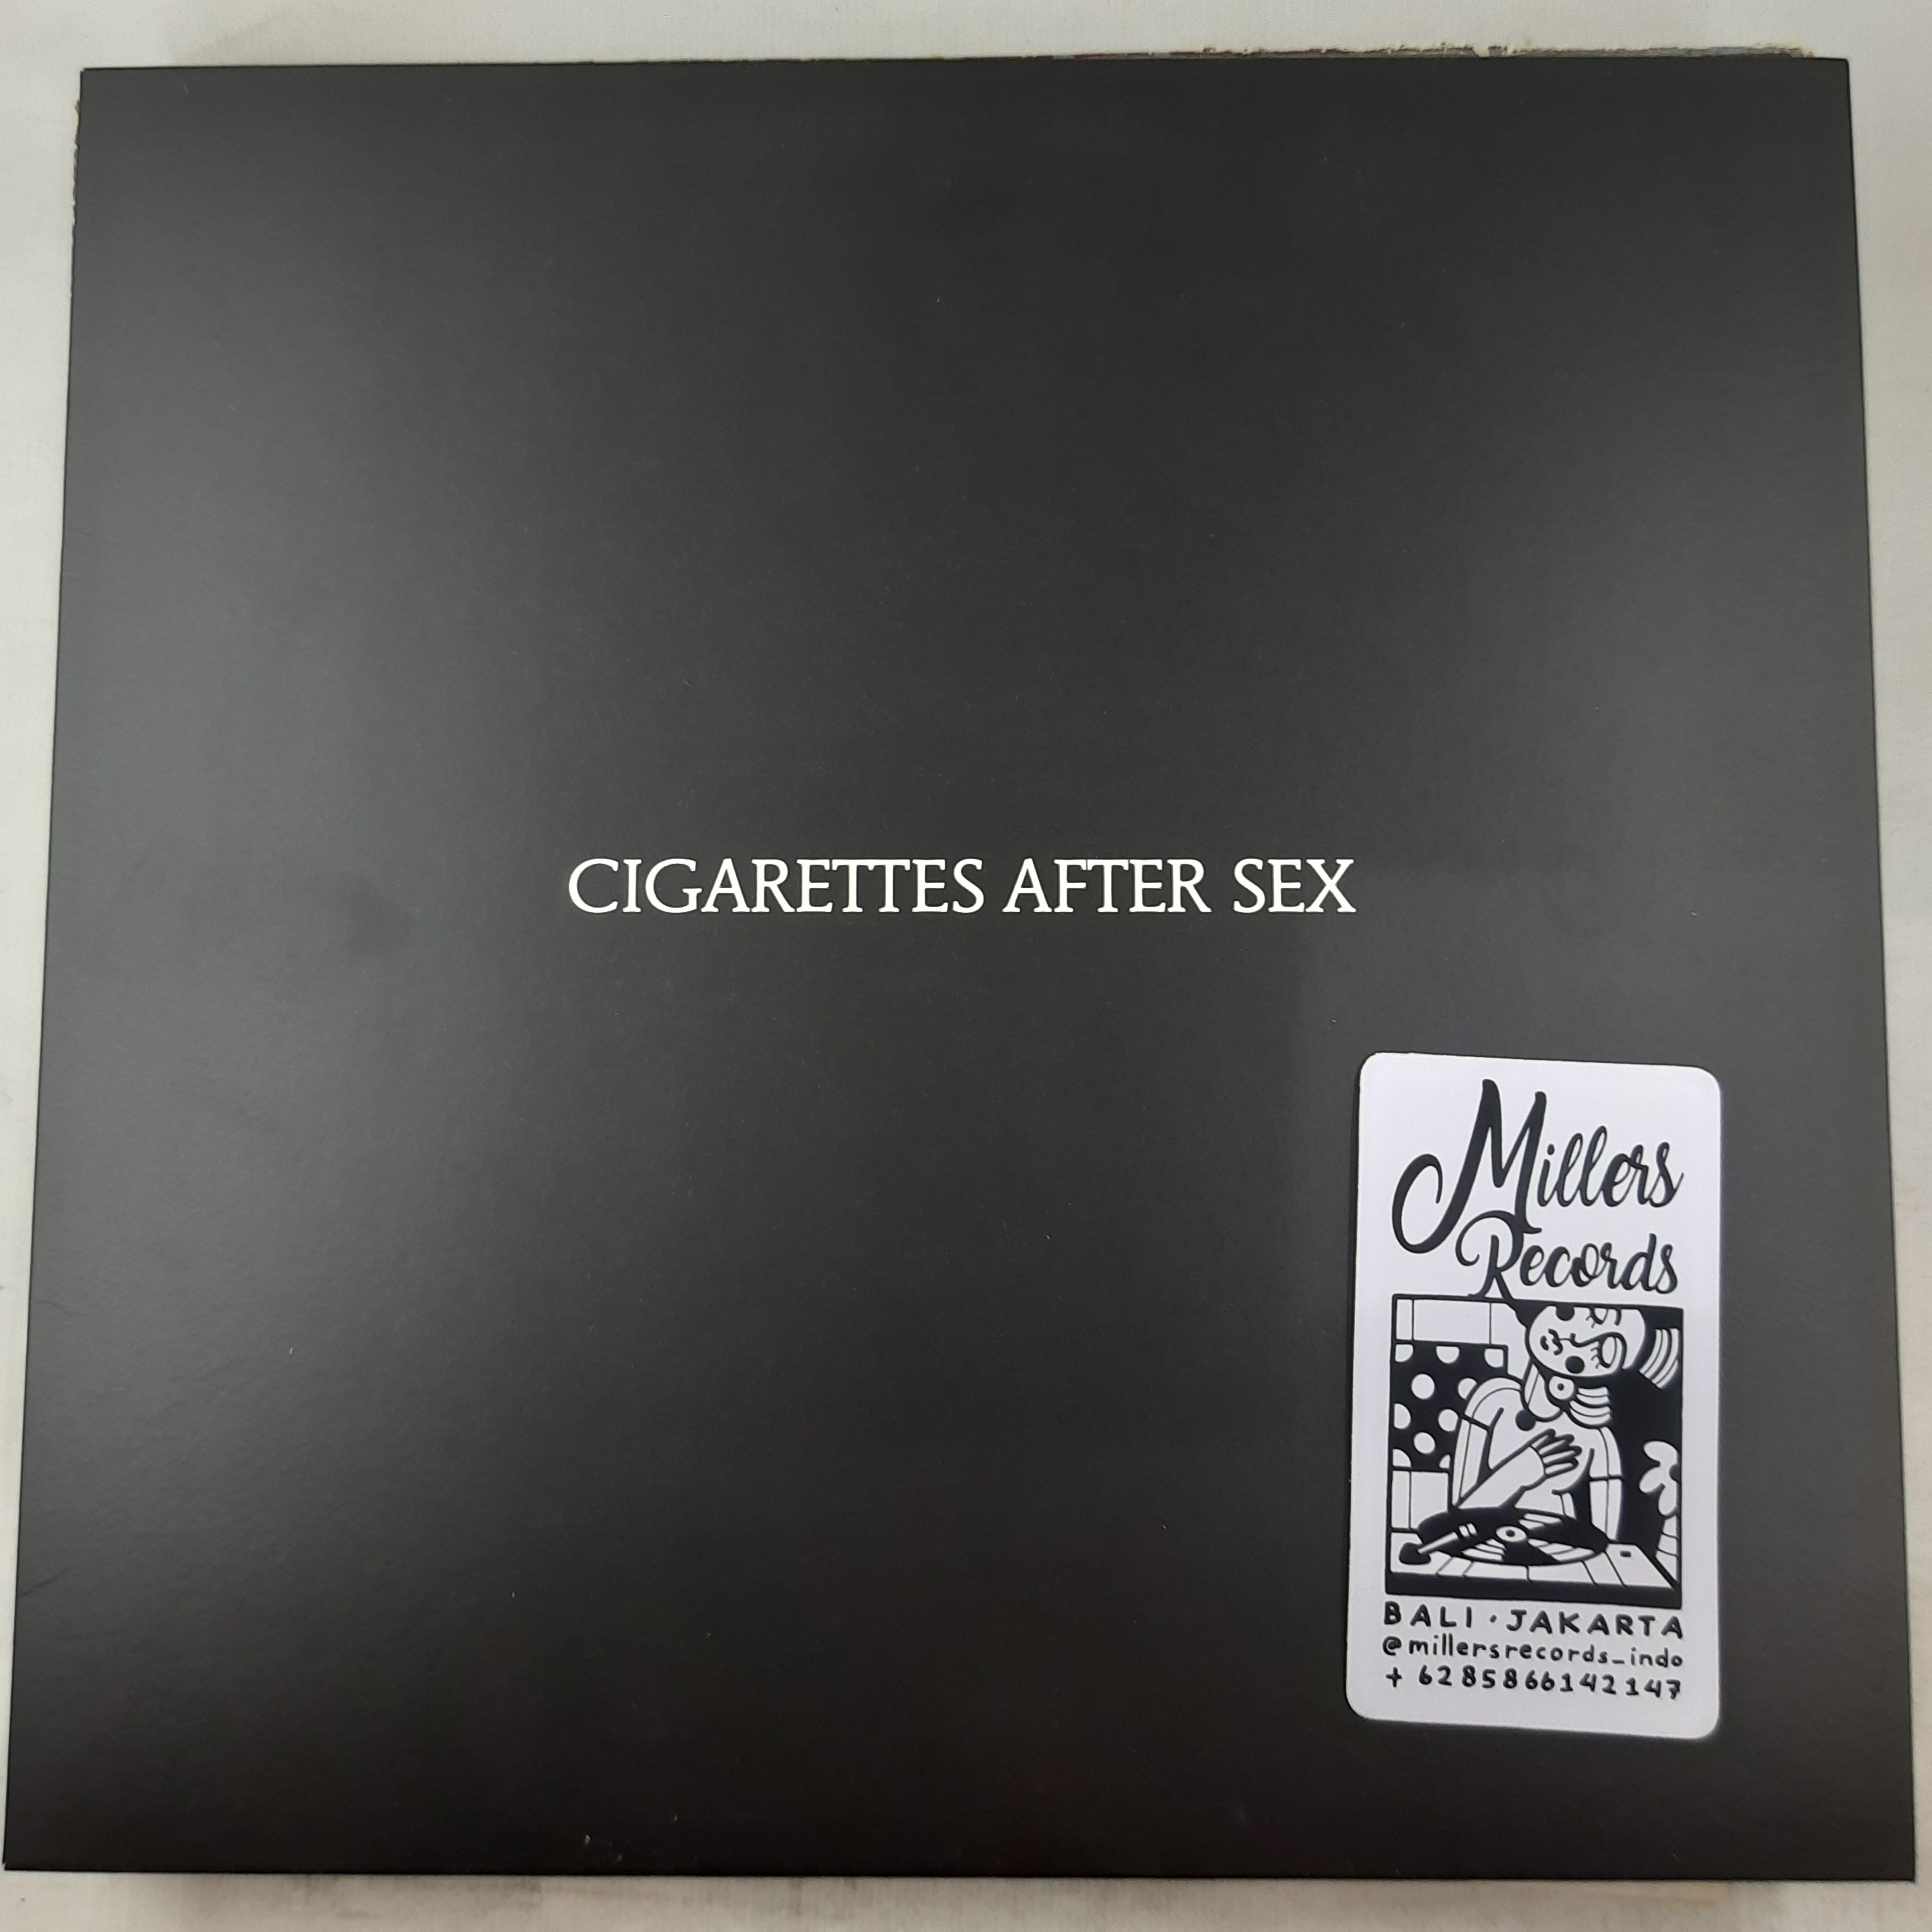 CIGARETTES AFTER SEX
Millers
Records
BALI · JAKARTA
@millersrecords_indo
+ 6285866142147